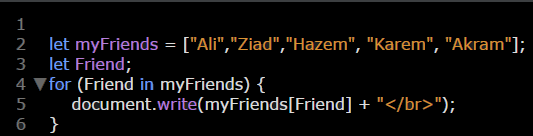 1
2 let myFriends = ["Ali","Ziad","Hazem", "Karem", "Akram"];
3 let Friend;
4 for (Friend in myFriends) {
5 document.write(myFriends[Friend] + "</br>");
6 }